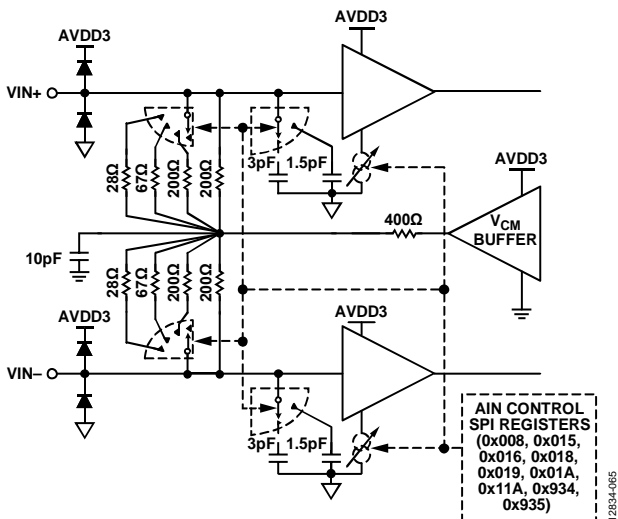 AVDD3
AVDD3
VIN+
28Ω
67Ω
200Ω
200Ω
3pF
1.5pF
AVDD3
400Ω
VCM
BUFFER
10pF
28Ω
67Ω
200Ω
200Ω
AVDD3
AVDD3
VIN–
3pF
1.5pF
AIN CONTROL
SPI REGISTERS
(0x008, 0x015,
0x016, 0x018,
0x019, 0x01A,
0x11A, 0x934,
0x935)
12834-065